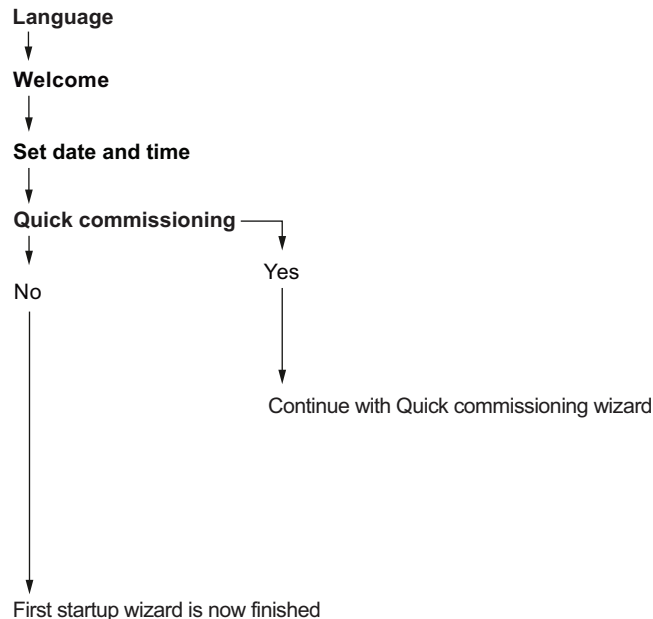 Language
Welcome
Set date and time
Quick commissioning
Yes
No
Continue with Quick commissioning wizard
First startup wizard is now finished